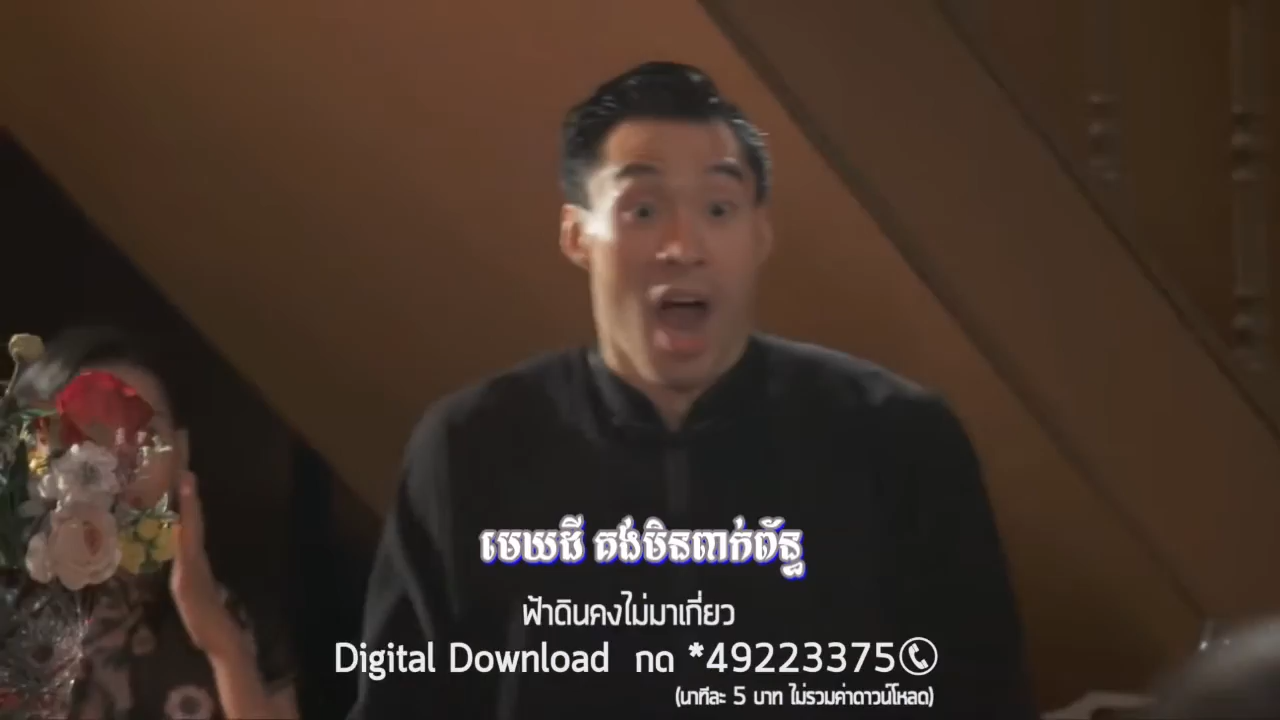 មេឃដី គង់មិនពាក់ព័ន្ធ
ฟ้าดินคงไม่มาเกี่ยว
Digital Download กด *49223375
(นาทีละ 5 บาท ไม่รวมค่าดาวน์โหลด)